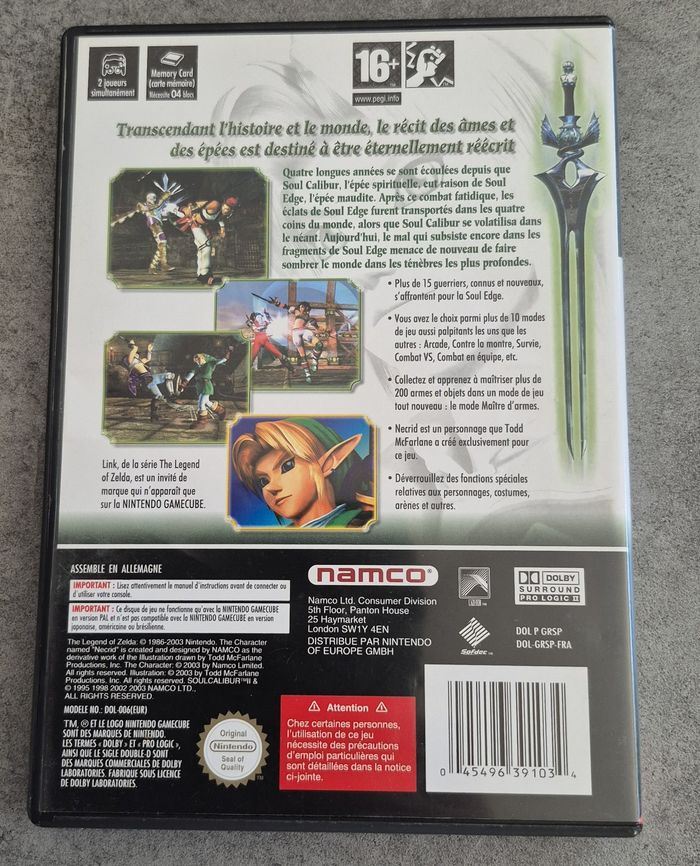 2 joueurs
simultanément
Memory Card
(carte mémoire)
Nécessite 04 blocs
16+
www.pegi.info
Transcendant l'histoire et le monde, le récit des âmes et
des épées est destiné à être éternellement réécrit
Quatre longues années se sont écoulées depuis que
Soul Calibur, l'épée spirituelle, eut raison de Soul
Edge, l'épée maudite. Après ce combat fatidique, les
éclats de Soul Edge furent transportés dans les quatre
coins du monde, alors que Soul Calibur se volatilisa dans
le néant. Aujourd'hui, le mal qui subsiste encore dans les
fragments de Soul Edge menace de nouveau de faire
sombrer le monde dans les ténèbres les plus profondes.
• Plus de 15 guerriers, connus et nouveaux,
s'affrontent pour la Soul Edge.
• Vous avez le choix parmi plus de 10 modes
de jeu aussi palpitants les uns que les
autres : Arcade, Contre la montre, Survie,
Combat VS, Combat en équipe, etc.
• Collectez et apprenez à maîtriser plus de
200 armes et objets dans un mode de jeu
tout nouveau : le mode Maître d'armes.
• Necrid est un personnage que Todd
McFarlane a créé exclusivement pour
ce jeu.
• Déverrouillez des fonctions spéciales
relatives aux personnages, costumes,
arènes et autres.
Link, de la série The Legend
of Zelda, est un invité de
marque qui n'apparaît que
sur la NINTENDO GAMECUBE.
ASSEMBLE EN ALLEMAGNE
IMPORTANT : Lisez attentivement le manuel d'instructions avant de connecter ou
d'utiliser votre console.
IMPORTANT : Ce disque de jeu ne fonctionne qu'avec la NINTENDO GAMECUBE
en version PAL et n'est pas compatible avec la NINTENDO GAMECUBE en version
japonaise, américaine ou brésilienne.
The Legend of Zelda: © 1986-2003 Nintendo. The Character
named "Necrid" is created and designed by NAMCO as the
derivative work of the illustration drawn by Todd McFarlane
Productions, Inc. The Character: © 2003 by Namco Limited.
All rights reserved. Illustration: © 2003 by Todd McFarlane
Productions, Inc. All rights reserved. SOULCALIBUR™II &
© 1995 1998 2002 2003 NAMCO LTD.,
ALL RIGHTS RESERVED.
MODELE NO.: DOL-006(EUR)
TM, ® ET LE LOGO NINTENDO GAMECUBE
SONT DES MARQUES DE NINTENDO.
LES TERMES « DOLBY » ET « PRO LOGIC »,
AINSI QUE LE SIGLE DOUBLE-D SONT
DES MARQUES COMMERCIALES DE DOLBY
LABORATORIES. FABRIQUE SOUS LICENCE
DE DOLBY LABORATORIES.
Original
Nintendo
Seal of
Quality
TM
namco®
Namco Ltd. Consumer Division
5th Floor, Panton House
25 Haymarket
London SW1Y 4EN
DISTRIBUE PAR NINTENDO
OF EUROPE GMBH
DOLBY
SURROUND
PRO LOGIC II
Sofdec
DOL P GRSP
DOL-GRSP-FRA
Attention
Chez certaines personnes,
l'utilisation de ce jeu
nécessite des précautions
d'emploi particulières qui
sont détaillées dans la notice
ci-jointe.
0 45496 39103 4